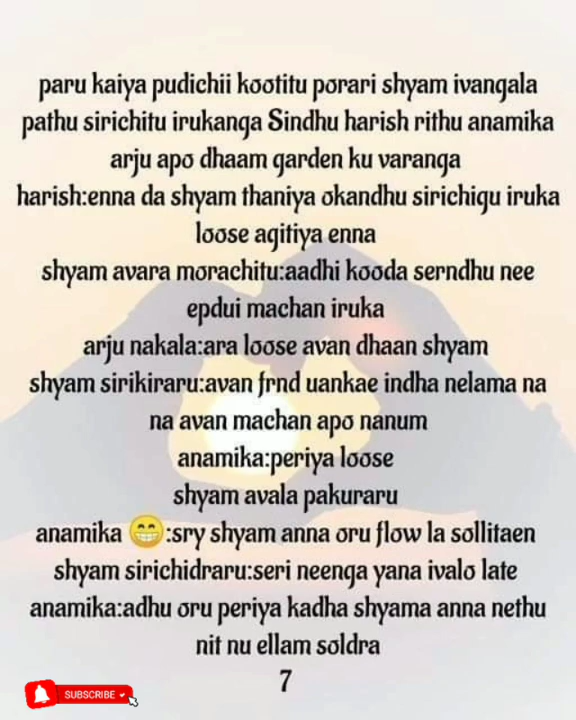 paru kaiya pudichii kootitu porari shyam ivangala
pathu sirichitu irukanga Sindhu harish rithu anamika
arju apo dhaam garden ku varanga
harish:enna da shyam thaniya okandhu sirichiqu iruka
loose agitiya enna
shyam avara morachitu:aadhi kooda serndhu nee
epdui machan iruka
arju nakala:ara loose avan dhaan shyam
shyam sirikiraru:avan frnd uankae indha nelama na
na avan machan apo nanum
anamika:periya loose
shyam avala pakuraru
anamika 😁:sry shyam anna oru flow la sollitaen
shyam sirichidraru:seri neenga yana ivalo late
anamika:adhu oru periya kadha shyama anna nethu
nit nu ellam soldra
7
SUBSCRIBE